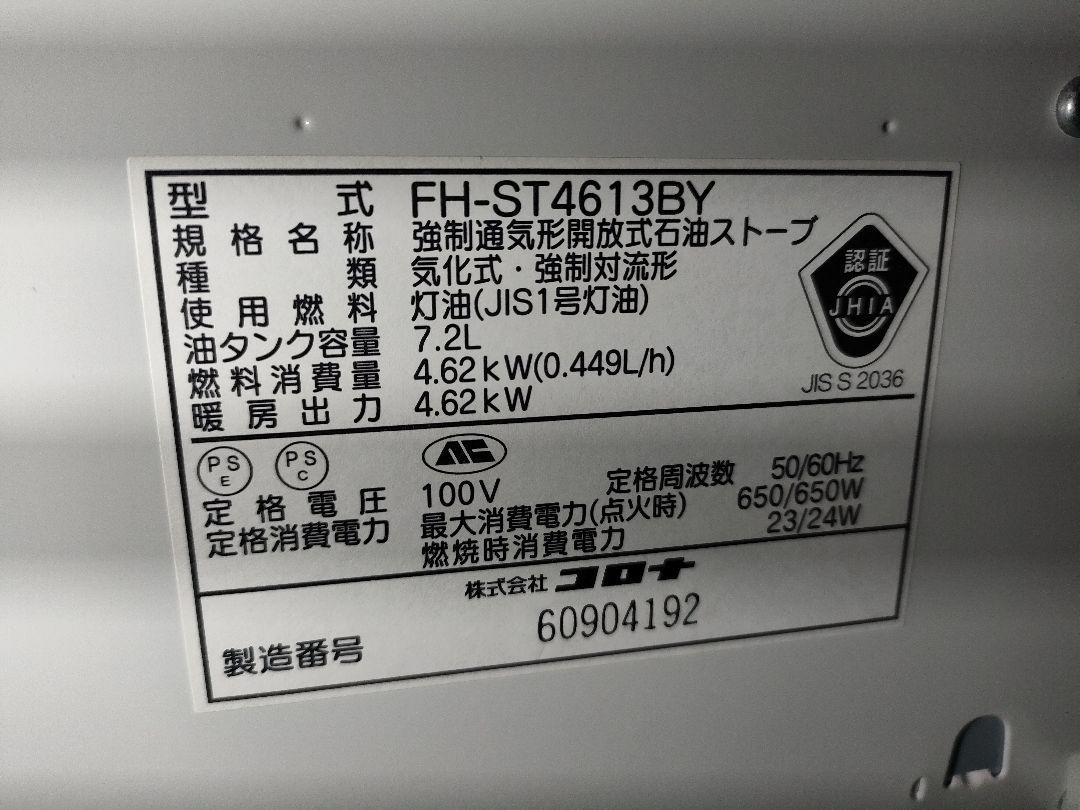 型式 FH-ST4613BY
規格名称 強制通気形開放式石油ストーブ
種類 気化式・強制対流形
使用燃料 灯油(JIS1号灯油)
油タンク容量 7.2L
燃料消費量 4.62kW(0.449L/h)
暖房出力 4.62kW
認証
JHIA
JIS S 2036
PS
E
PS
C
定格電圧 100V 定格周波数 50/60Hz
定格消費電力 最大消費電力(点火時) 650/650W
燃焼時消費電力 23/24W
株式会社コロナ
製造番号 60904192